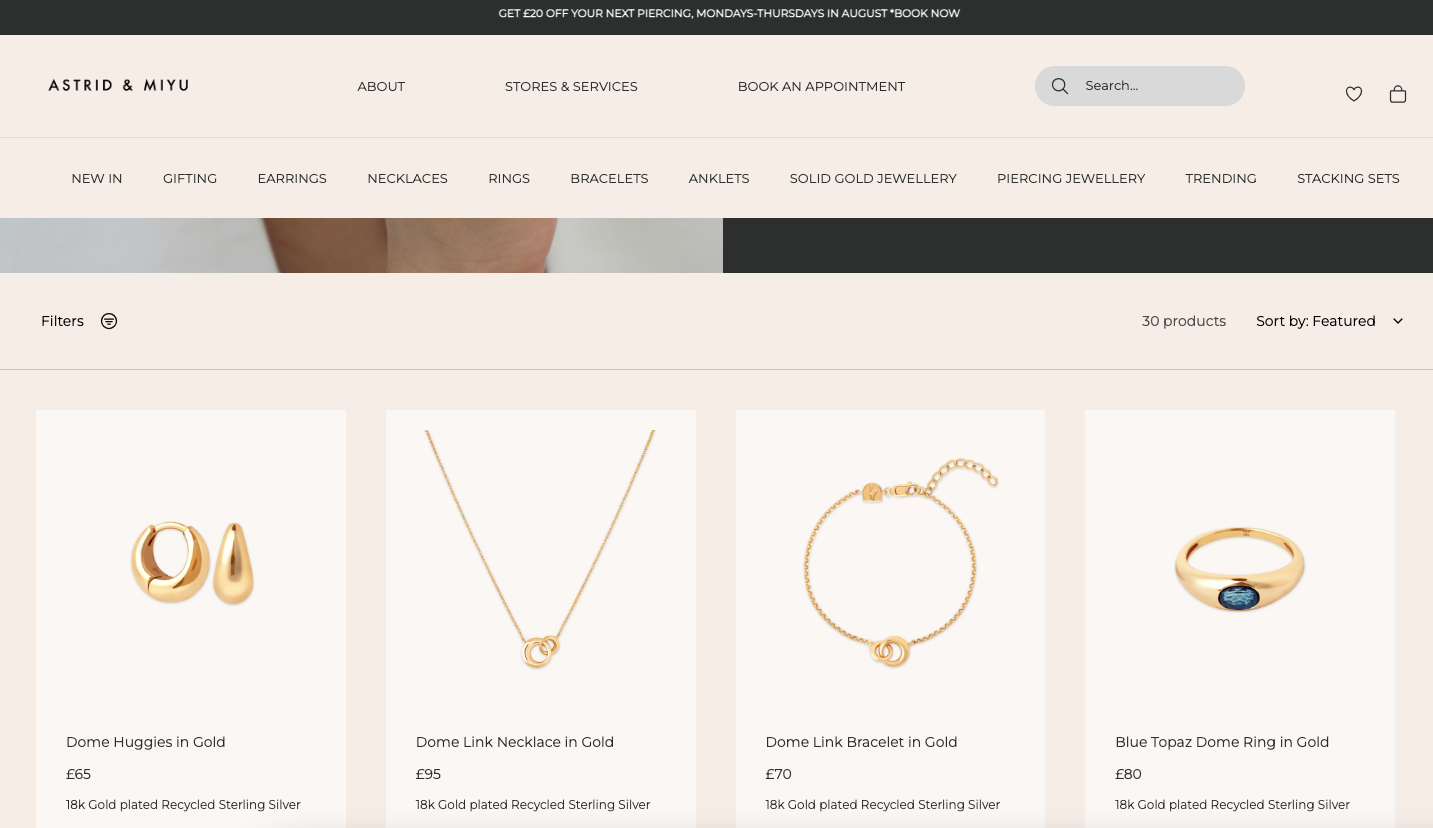 GET £20 OFF YOUR NEXT PIERCING, MONDAYS-THURSDAYS IN AUGUST *BOOK NOW
ASTRID & MIYU
ABOUT
STORES & SERVICES
BOOK AN APPOINTMENT
Search...
NEW IN
GIFTING
EARRINGS
NECKLACES
RINGS
BRACELETS
ANKLETS
SOLID GOLD JEWELLERY
PIERCING JEWELLERY
TRENDING
STACKING SETS
Filters
30 products
Sort by: Featured
Dome Huggies in Gold
£65
18k Gold plated Recycled Sterling Silver
Dome Link Necklace in Gold
£95
18k Gold plated Recycled Sterling Silver
Dome Link Bracelet in Gold
£70
18k Gold plated Recycled Sterling Silver
Blue Topaz Dome Ring in Gold
£80
18k Gold plated Recycled Sterling Silver